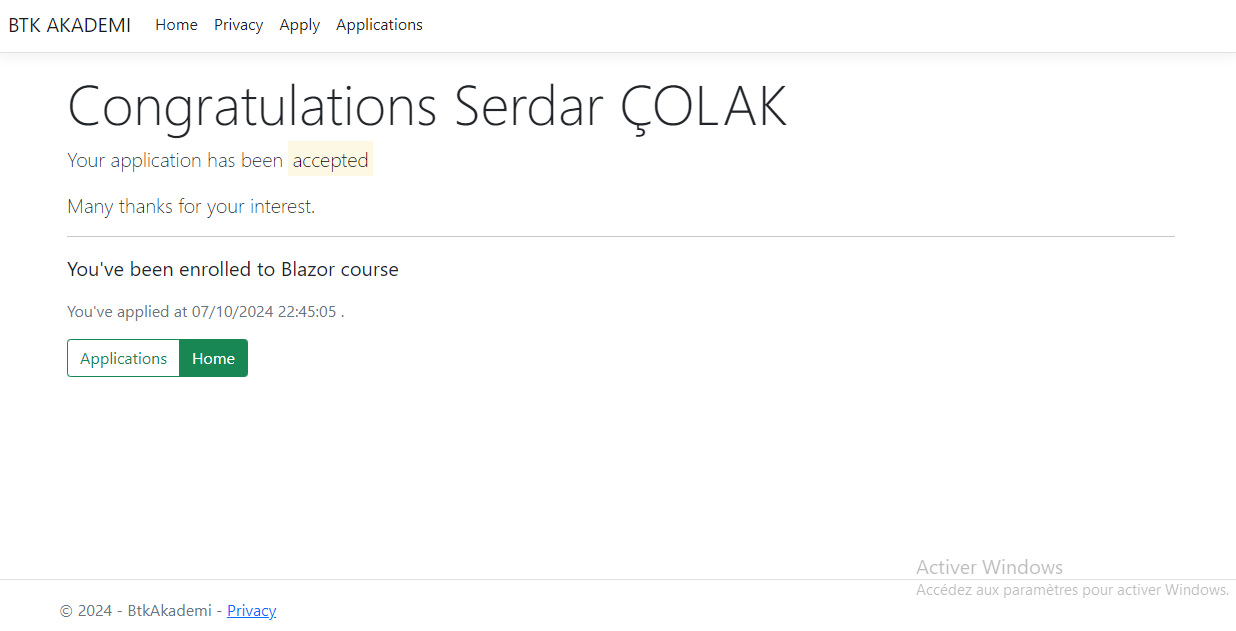 BTK AKADEMI Home Privacy Apply Applications
Congratulations Serdar ÇOLAK
Your application has been accepted
Many thanks for your interest.
You've been enrolled to Blazor course
You've applied at 07/10/2024 22:45:05 .
Applications Home
Activer Windows
Accédez aux paramètres pour activer Windows.
© 2024 - BtkAkademi - Privacy